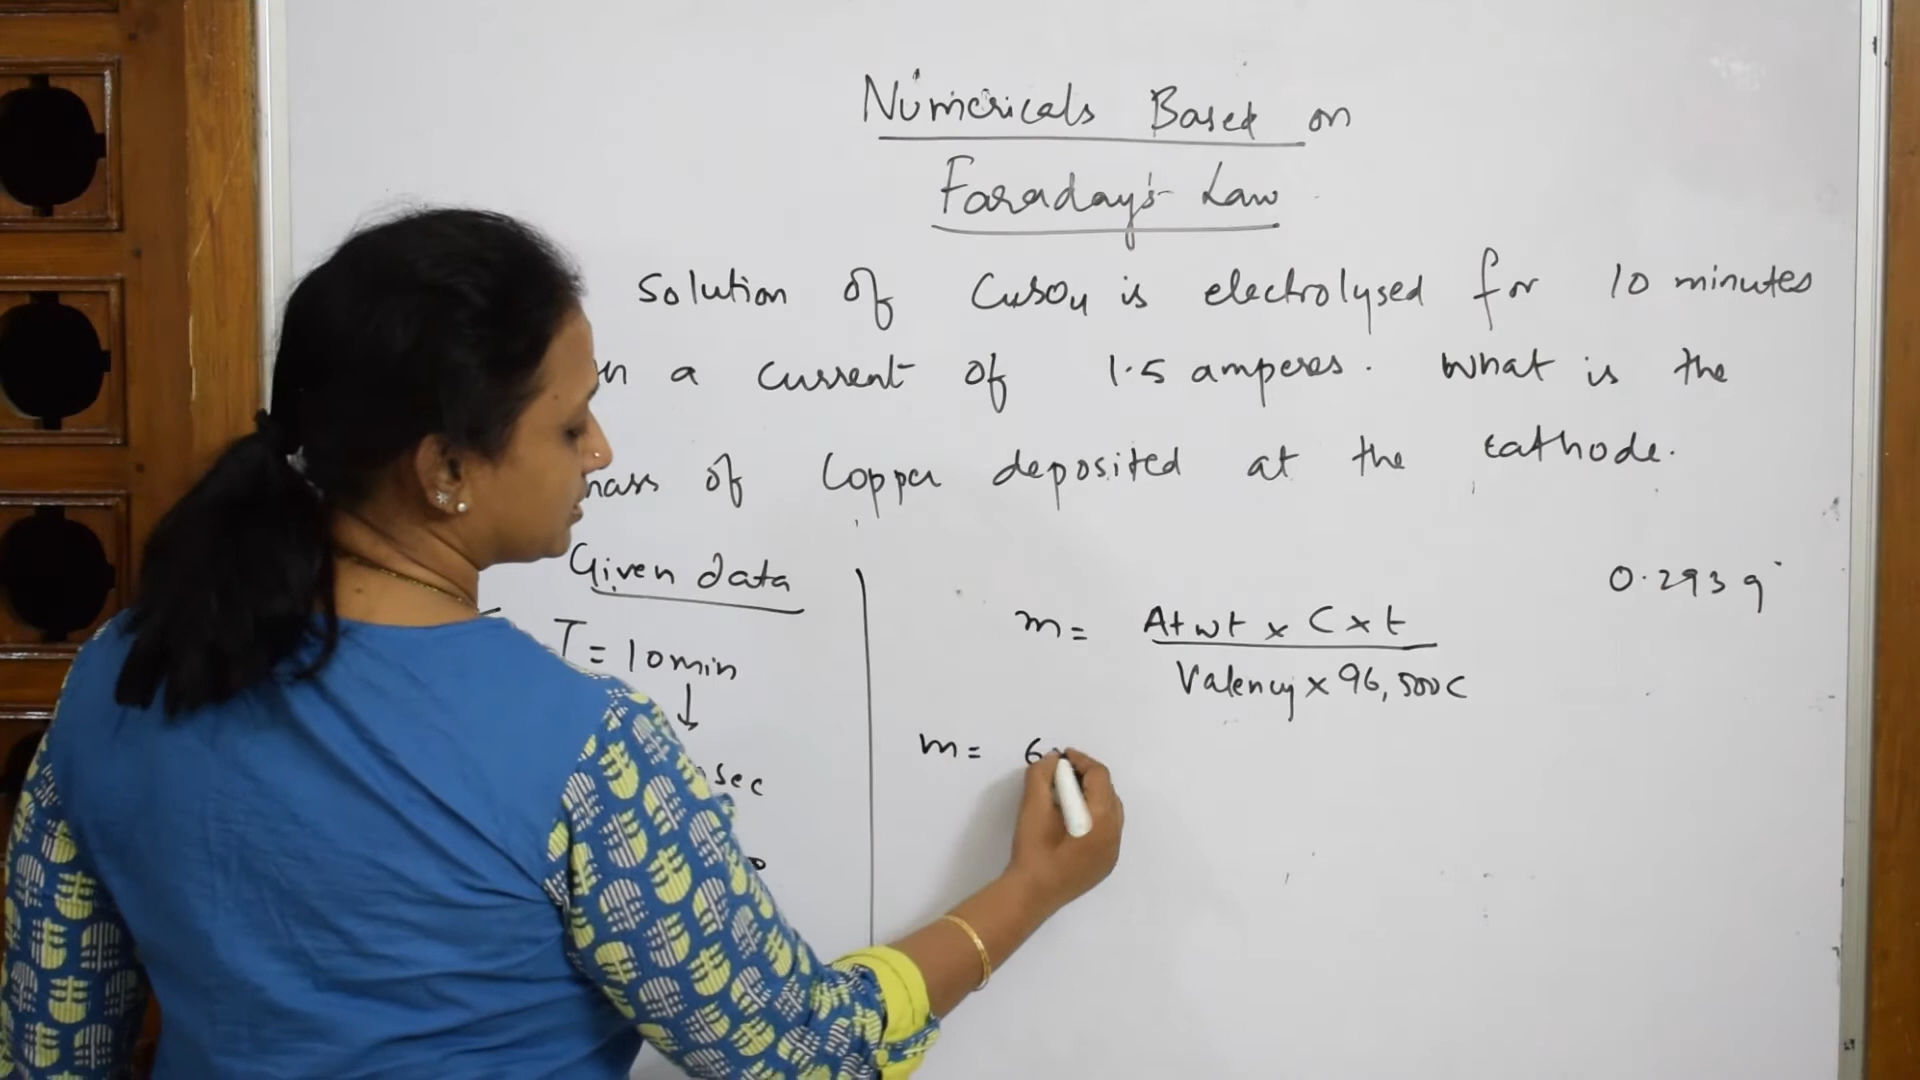 Numericals Based on
Faraday's Law
Solution of CuSO4 is electrolysed for 10 minutes
a current of 1.5 amperes. What is the
of Copper deposited at the cathode.
Given data
T = 10 min
↓
sec
m = At wt x C x t
Valency x 96,500C
0.293 g
m = 6